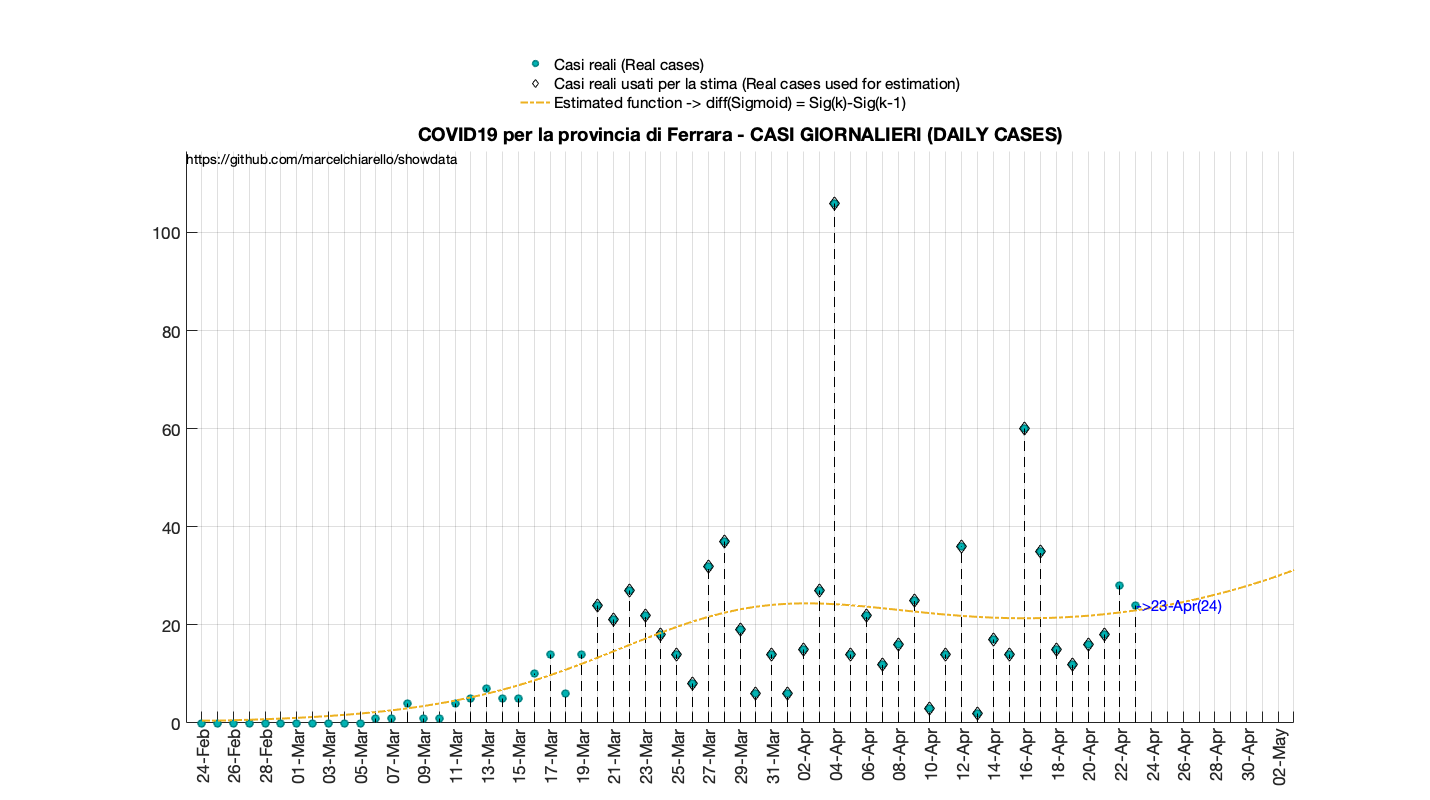 Casi reali (Real cases)
Casi reali usati per la stima (Real cases used for estimation)
Estimated function -> diff(Sigmoid) = Sig(k)-Sig(k-1)
COVID19 per la provincia di Ferrara - CASI GIORNALIERI (DAILY CASES)
https://github.com/marcelchiarello/showdata
100
80
60
40
20
0
->23-Apr(24)
24-Feb
26-Feb
28-Feb
01-Mar
03-Mar
05-Mar
07-Mar
09-Mar
11-Mar
13-Mar
15-Mar
17-Mar
19-Mar
21-Mar
23-Mar
25-Mar
27-Mar
29-Mar
31-Mar
02-Apr
04-Apr
06-Apr
08-Apr
10-Apr
12-Apr
14-Apr
16-Apr
18-Apr
20-Apr
22-Apr
24-Apr
26-Apr
28-Apr
30-Apr
02-May